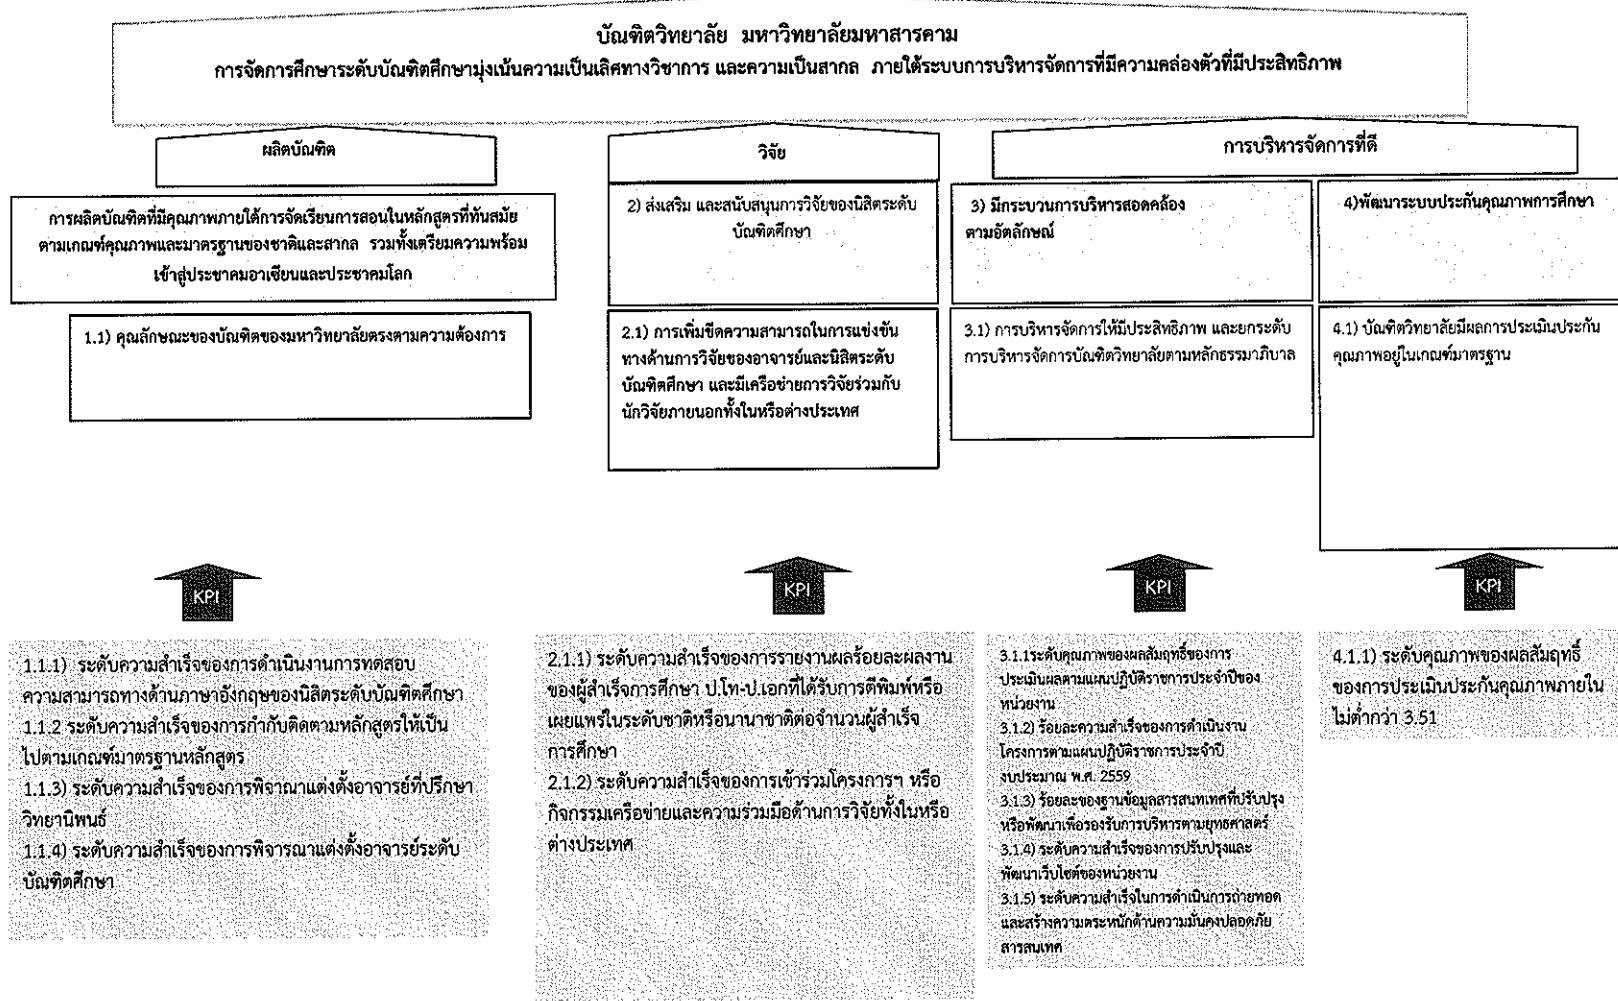 บัณฑิตวิทยาลัย มหาวิทยาลัยมหาสารคาม
การจัดการศึกษาระดับบัณฑิตศึกษามุ่งเน้นความเป็นเลิศทางวิชาการ และความเป็นสากล ภายใต้ระบบการบริหารจัดการที่มีความคล่องตัวที่มีประสิทธิภาพ
ผลิตบัณฑิต
การผลิตบัณฑิตที่มีคุณภาพภายใต้การจัดเรียนการสอนในหลักสูตรที่ทันสมัย
ตามเกณฑ์คุณภาพและมาตรฐานของชาติและสากล รวมทั้งเตรียมความพร้อม
เข้าสู่ประชาคมอาเซียนและประชาคมโลก
1.1) คุณลักษณะของบัณฑิตของมหาวิทยาลัยตรงตามความต้องการ
วิจัย
2) ส่งเสริม และสนับสนุนการวิจัยของนิสิตระดับ
บัณฑิตศึกษา
2.1) การเพิ่มขีดความสามารถในการแข่งขัน
ทางด้านการวิจัยของอาจารย์และนิสิตระดับ
บัณฑิตศึกษา และมีเครือข่ายการวิจัยร่วมกับ
นักวิจัยภายนอกทั้งในหรือต่างประเทศ
การบริหารจัดการที่ดี
3) มีกระบวนการบริหารสอดคล้อง
ตามอัตลักษณ์
3.1) การบริหารจัดการให้มีประสิทธิภาพ และยกระดับ
การบริหารจัดการบัณฑิตวิทยาลัยตามหลักธรรมาภิบาล
4)พัฒนาระบบประกันคุณภาพการศึกษา
4.1) บัณฑิตวิทยาลัยมีผลการประเมินประกัน
คุณภาพอยู่ในเกณฑ์มาตรฐาน
KPI
KPI
KPI
KPI
1.1.1) ระดับความสำเร็จของการดำเนินงานการทดสอบ
ความสามารถทางด้านภาษาอังกฤษของนิสิตระดับบัณฑิตศึกษา
1.1.2 ระดับความสำเร็จของการกำกับติดตามหลักสูตรให้เป็น
ไปตามเกณฑ์มาตรฐานหลักสูตร
1.1.3) ระดับความสำเร็จของการพิจาณาแต่งตั้งอาจารย์ที่ปรึกษา
วิทยานิพนธ์
1.1.4) ระดับความสำเร็จของการพิจารณาแต่งตั้งอาจารย์ระดับ
บัณฑิตศึกษา
2.1.1) ระดับความสำเร็จของการรายงานผลร้อยละผลงาน
ของผู้สำเร็จการศึกษา ป.โท-ป.เอกที่ได้รับการตีพิมพ์หรือ
เผยแพร่ในระดับชาติหรือนานาชาติต่อจำนวนผู้สำเร็จ
การศึกษา
2.1.2) ระดับความสำเร็จของการเข้าร่วมโครงการฯ หรือ
กิจกรรมเครือข่ายและความร่วมมือด้านการวิจัยทั้งในหรือ
ต่างประเทศ
3.1.1ระดับคุณภาพของผลสัมฤทธิ์ของการ
ประเมินผลตามแผนปฏิบัติราชการประจำปีของ
หน่วยงาน
3.1.2) ร้อยละความสำเร็จของการดำเนินงาน
โครงการตามแผนปฏิบัติราชการประจำปี
งบประมาณ พ.ศ. 2559
3.1.3) ร้อยละของฐานข้อมูลสารสนทเทศที่ปรับปรุง
หรือพัฒนาเพื่อรองรับการบริหารตามยุทธศาสตร์
3.1.4) ระดับความสำเร็จของการปรับปรุงและ
พัฒนาเว็บไซต์ของหน่วยงาน
3.1.5) ระดับความสำเร็จในการดำเนินการถ่ายทอด
และสร้างความตระหนักด้านความมั่นคงปลอดภัย
สารสนเทศ
4.1.1) ระดับคุณภาพของผลสัมฤทธิ์
ของการประเมินประกันคุณภาพภายใน
ไม่ต่ำกว่า 3.51